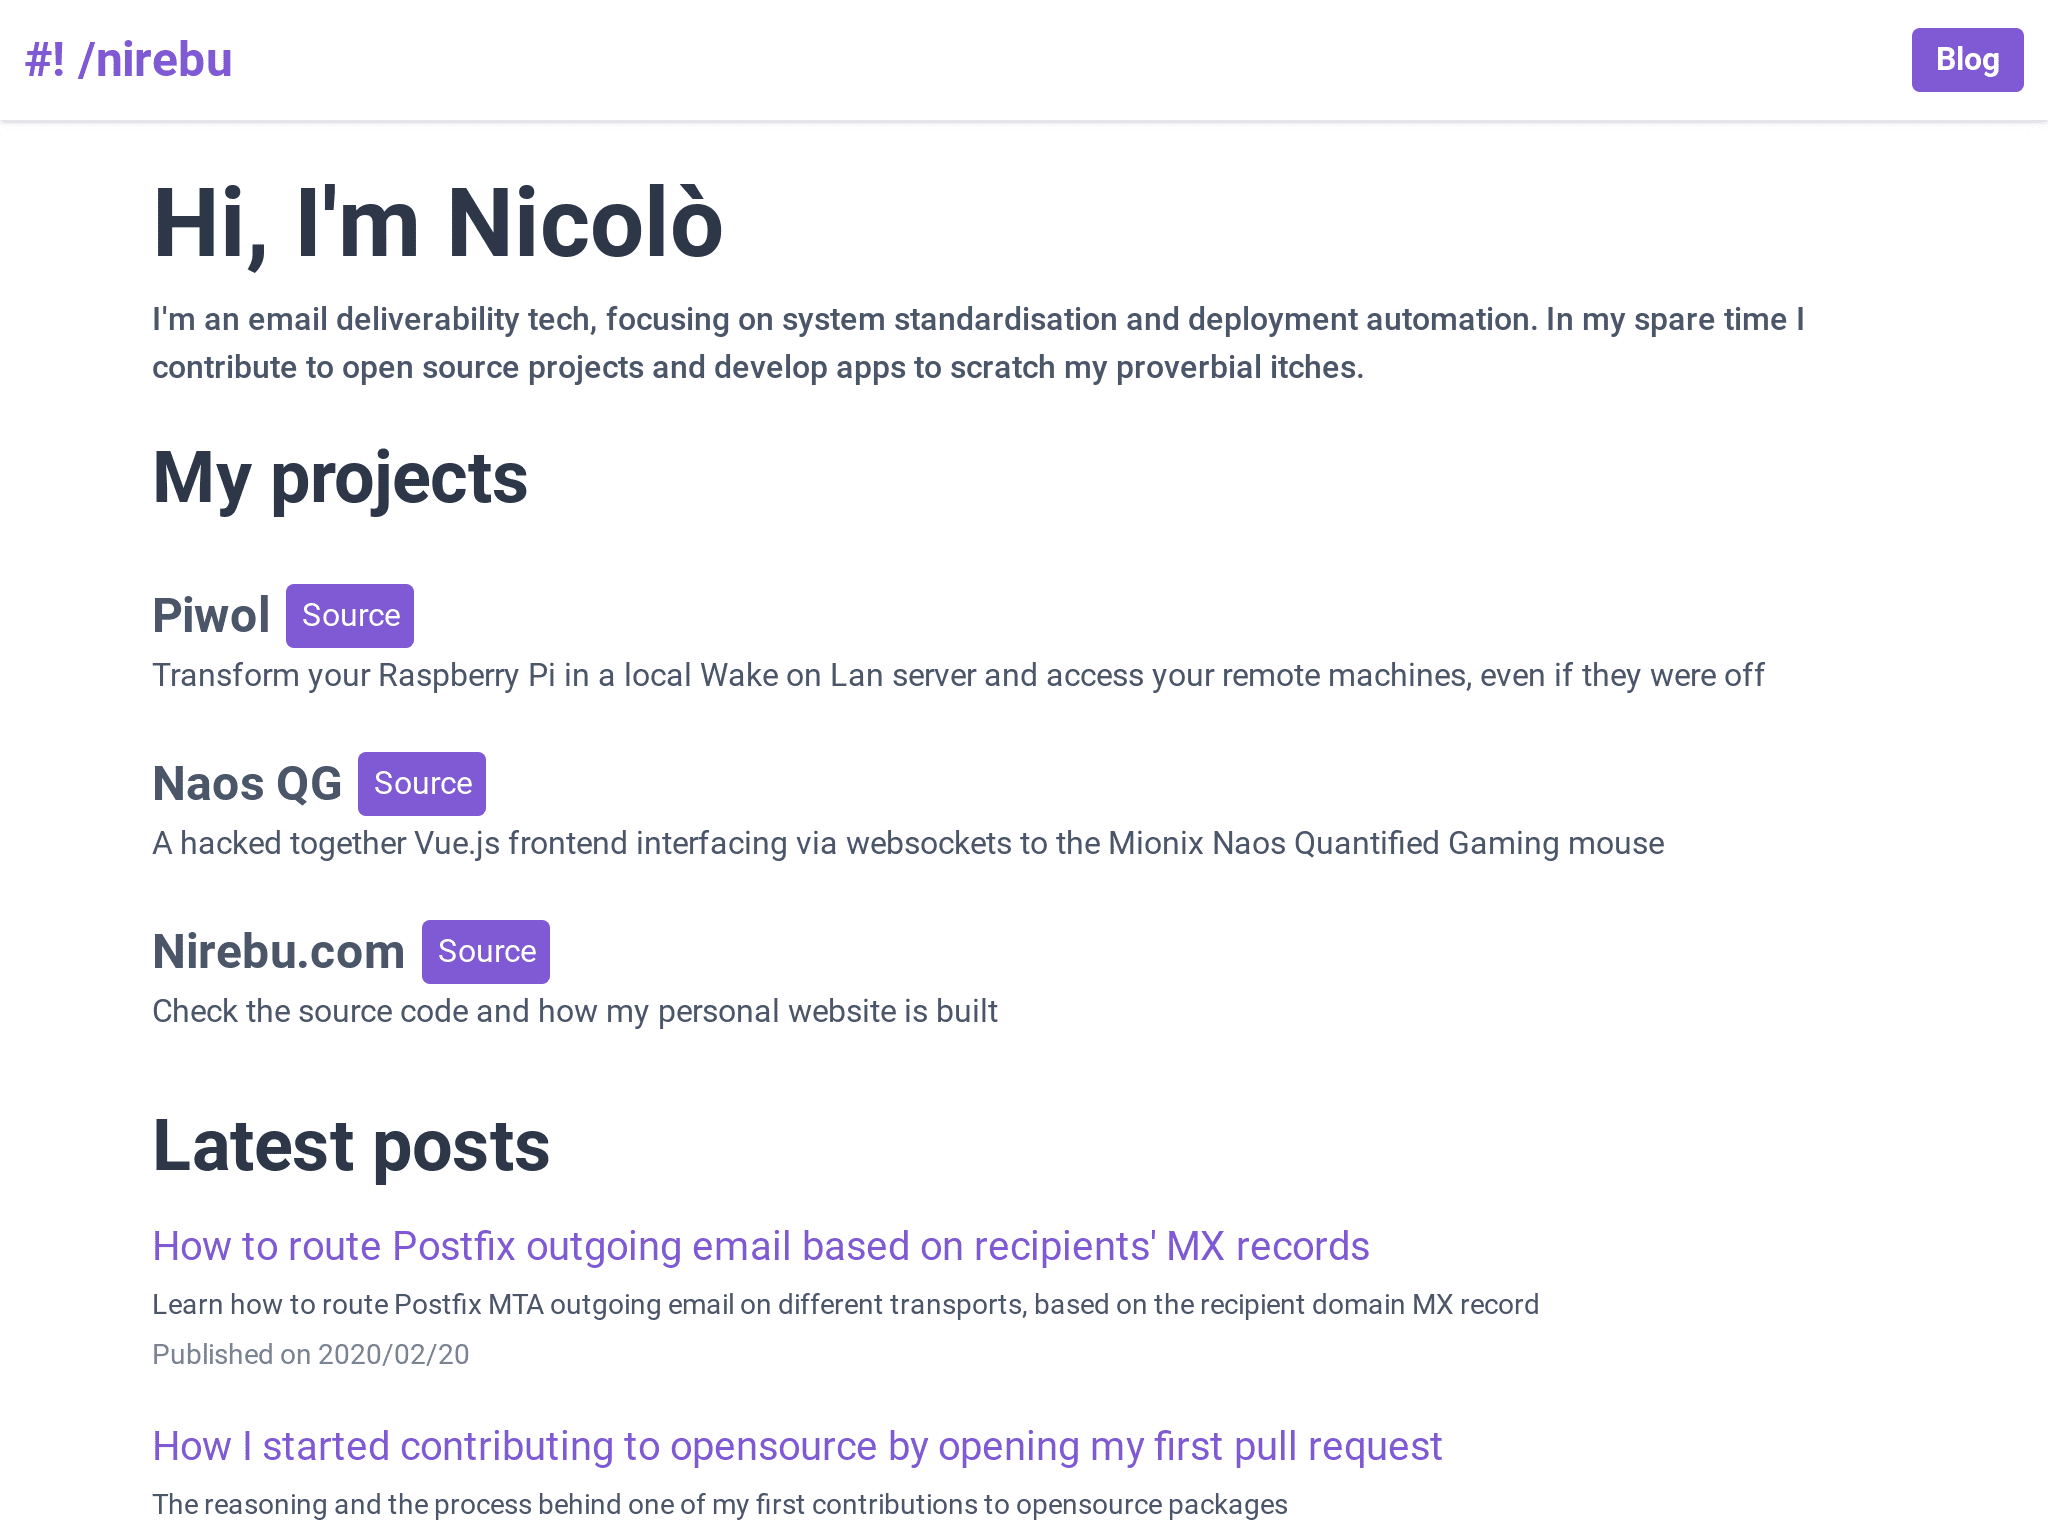 #! /nirebu
Blog
Hi, I'm Nicolò
I'm an email deliverability tech, focusing on system standardisation and deployment automation. In my spare time I
contribute to open source projects and develop apps to scratch my proverbial itches.
My projects
Piwol Source
Transform your Raspberry Pi in a local Wake on Lan server and access your remote machines, even if they were off
Naos QG Source
A hacked together Vue.js frontend interfacing via websockets to the Mionix Naos Quantified Gaming mouse
Nirebu.com Source
Check the source code and how my personal website is built
Latest posts
How to route Postfix outgoing email based on recipients' MX records
Learn how to route Postfix MTA outgoing email on different transports, based on the recipient domain MX record
Published on 2020/02/20
How I started contributing to opensource by opening my first pull request
The reasoning and the process behind one of my first contributions to opensource packages